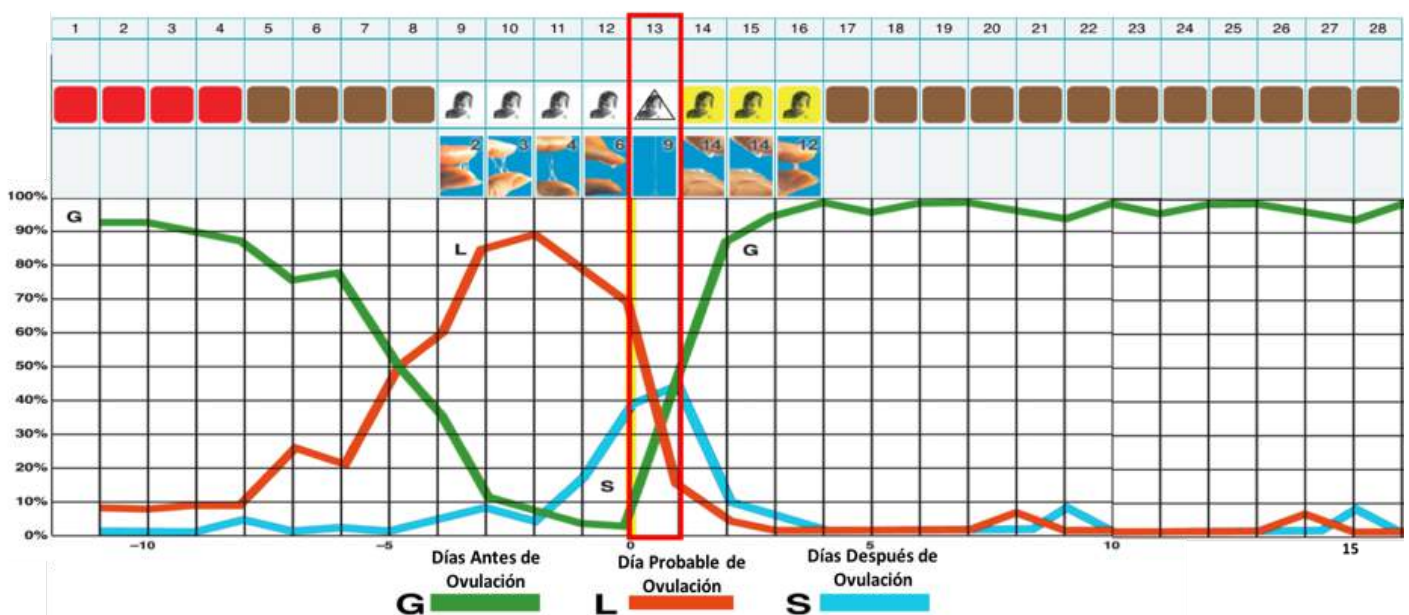 1 2 3 4 5 6 7 8 9 10 11 12 13 14 15 16 17 18 19 20 21 22 23 24 25 26 27 28
2 3 4 6 9 14 14 12
100%
G
90%
L
G
80%
70%
60%
50%
40%
30%
20%
S
10%
0%
-10 -5 0 5 10 15
Días Antes de Día Probable de Días Después de
Ovulación Ovulación Ovulación
G L S